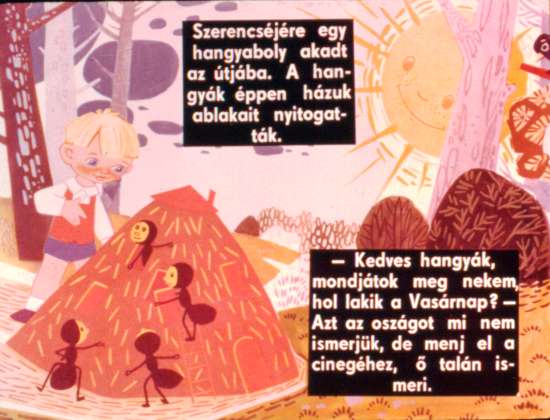 Szerencséjére egy
hangyaboly akadt
az útjába. A han-
gyák éppen házuk
ablakait nyitogat-
ták.
— Kedves hangyák,
mondjátok meg nekem,
hol lakik a Vasárnap? —
Azt az oszágot mi nem
ismerjük, de menj el a
cinegéhez, ő talán is-
meri.